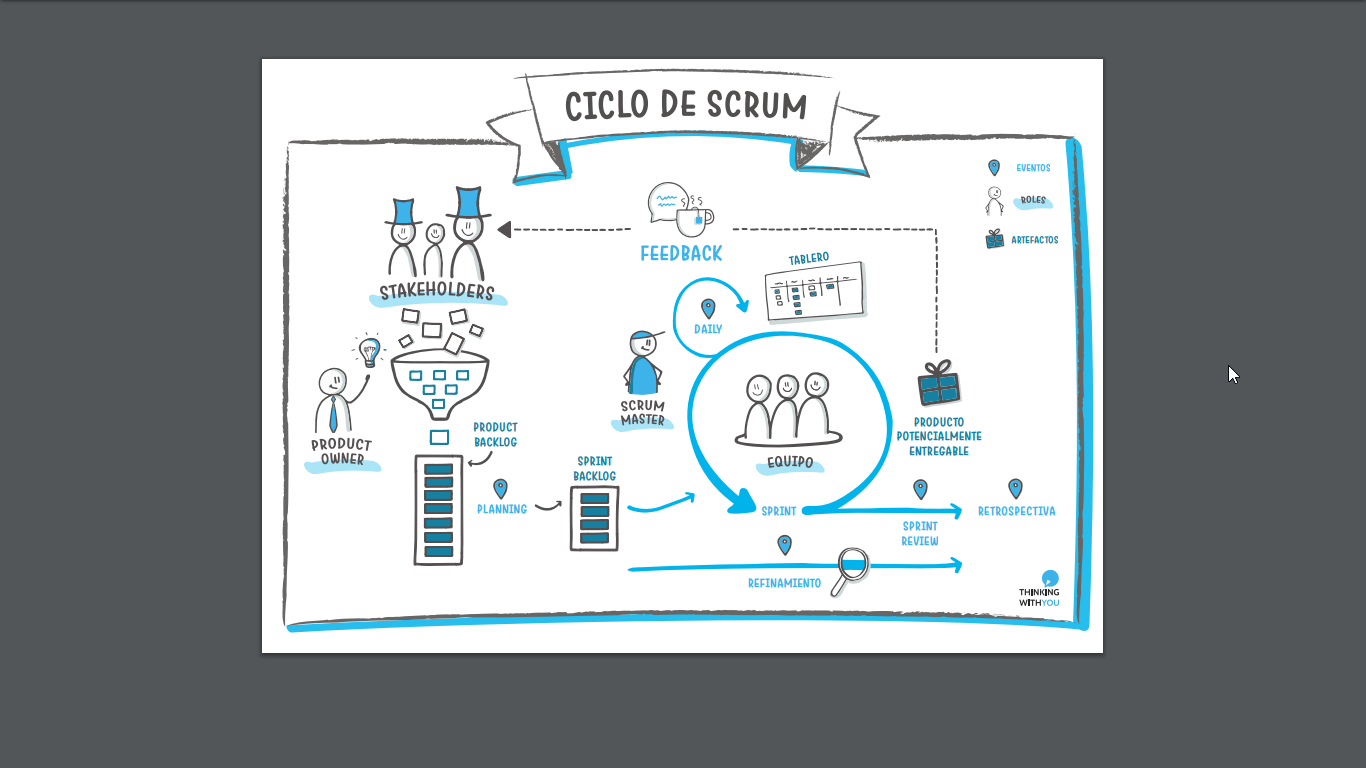 CICLO DE SCRUM
EVENTOS
ROLES
ARTEFACTOS
FEEDBACK
TABLERO
STAKEHOLDERS
DAILY
SCRUM
MASTER
PRODUCT
OWNER
PRODUCT
BACKLOG
EQUIPO
PRODUCTO
POTENCIALMENTE
ENTREGABLE
SPRINT
BACKLOG
PLANNING
SPRINT
SPRINT
REVIEW
RETROSPECTIVA
REFINAMIENTO
THINKING
WITHYOU